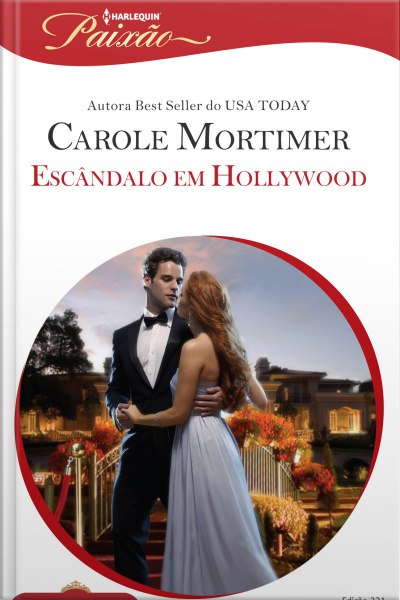 HARLEQUIN
Paixão
Autora Best Seller do USA TODAY
CAROLE MORTIMER
ESCÂNDALO EM HOLLYWOOD